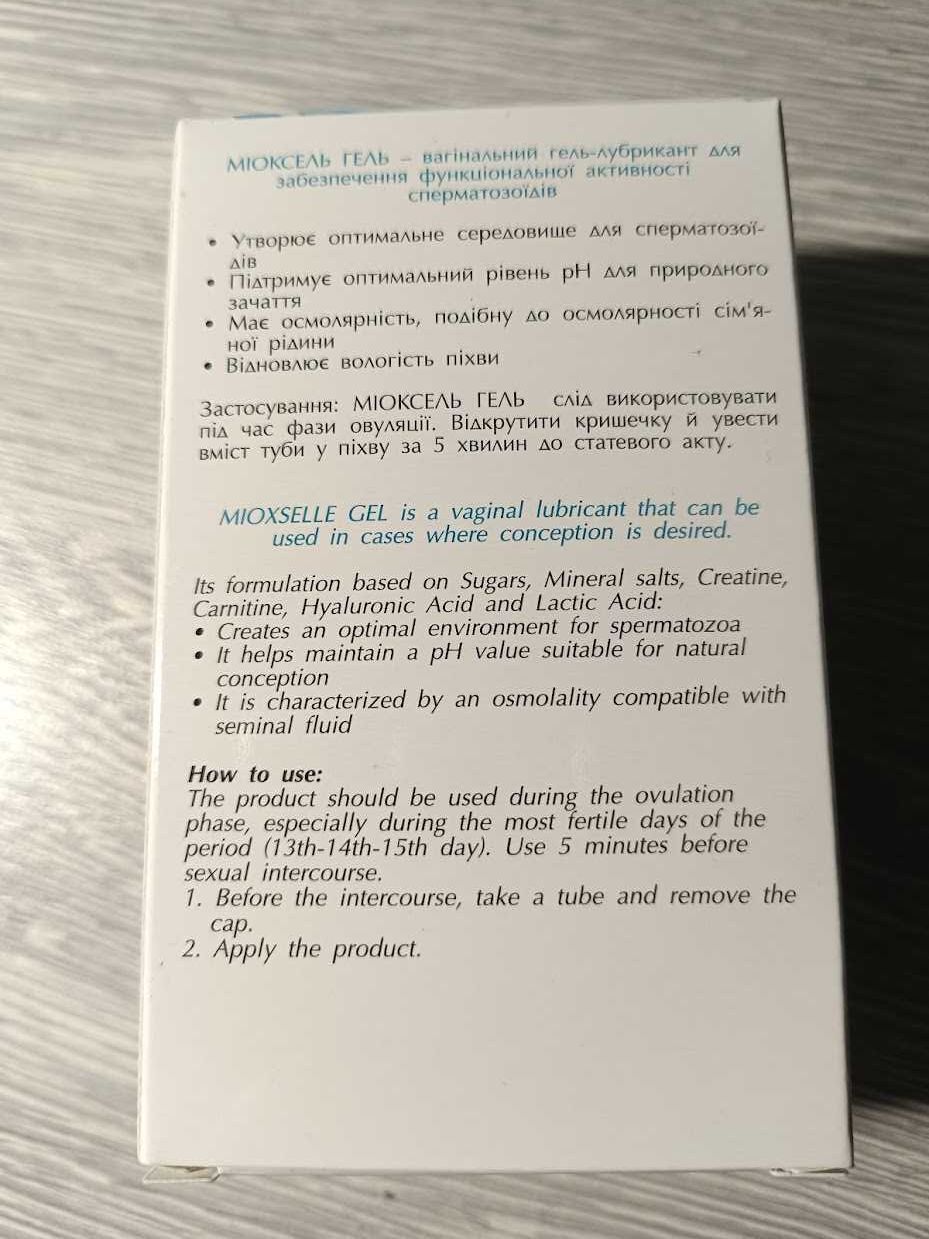 МІОКСЕЛЬ ГЕЛЬ – вагінальний гель-лубрикант для
забезпечення функціональної активності
сперматозоїдів
• Утворює оптимальне середовище для сперматозої-
дів
• Підтримує оптимальний рівень pH для природного
зачаття
• Має осмолярність, подібну до осмолярності сім'я-
ної рідини
• Відновлює вологість піхви
Застосування: МІОКСЕЛЬ ГЕЛЬ слід використовувати
під час фази овуляції. Відкрутити кришечку й увести
вміст туби у піхву за 5 хвилин до статевого акту.
MIOXSELLE GEL is a vaginal lubricant that can be
used in cases where conception is desired.
Its formulation based on Sugars, Mineral salts, Creatine,
Carnitine, Hyaluronic Acid and Lactic Acid:
• Creates an optimal environment for spermatozoa
• It helps maintain a pH value suitable for natural
conception
• It is characterized by an osmolality compatible with
seminal fluid
How to use:
The product should be used during the ovulation
phase, especially during the most fertile days of the
period (13th-14th-15th day). Use 5 minutes before
sexual intercourse.
1. Before the intercourse, take a tube and remove the
cap.
2. Apply the product.